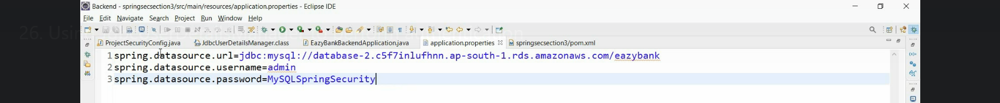 Backend - springsecsection3/src/main/resources/application.properties - Eclipse IDE
File Edit Navigate Search Project Run Window Help
26. Usin
ProjectSecurityConfig.java JdbcUserDetailsManager.class EazyBankBackendApplication.java application.properties springsecsection3/pom.xml
1 spring.datasource.url=jdbc:mysql://database-2.c5f7inlufhnn.ap-south-1.rds.amazonaws.com/eazybank
2 spring.datasource.username=admin
3 spring.datasource.password=MySQLSpringSecurity